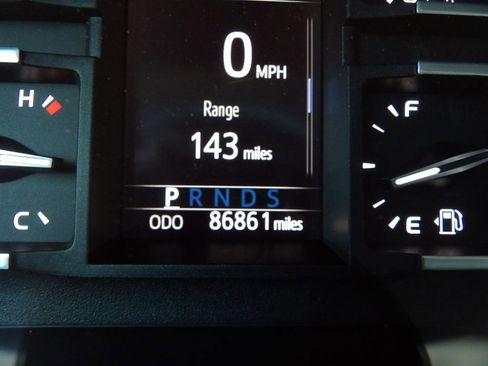 0 MPH
Range
143 miles
H
F
P R N D S
C
ODO 86861 miles
E